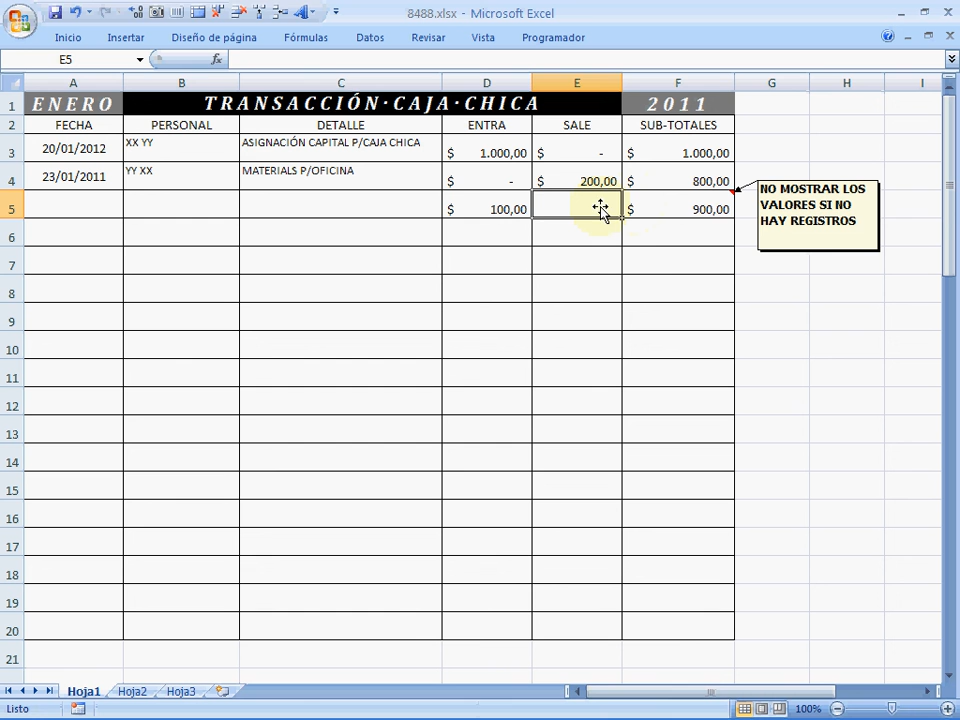 8488.xlsx - Microsoft Excel
Inicio Insertar Diseño de página Fórmulas Datos Revisar Vista Programador
E5 fx
A B C D E F G H I
1 ENERO TRANSACCIÓN·CAJA·CHICA 2011
2 FECHA PERSONAL DETALLE ENTRA SALE SUB-TOTALES
3 20/01/2012 XX YY ASIGNACIÓN CAPITAL P/CAJA CHICA $ 1.000,00 $ - $ 1.000,00
4 23/01/2011 YY XX MATERIALS P/OFICINA $ - $ 200,00 $ 800,00
5 $ 100,00 $ 900,00
NO MOSTRAR LOS
VALORES SI NO
HAY REGISTROS
6
7
8
9
10
11
12
13
14
15
16
17
18
19
20
21
Hoja1 Hoja2 Hoja3
Listo 100%